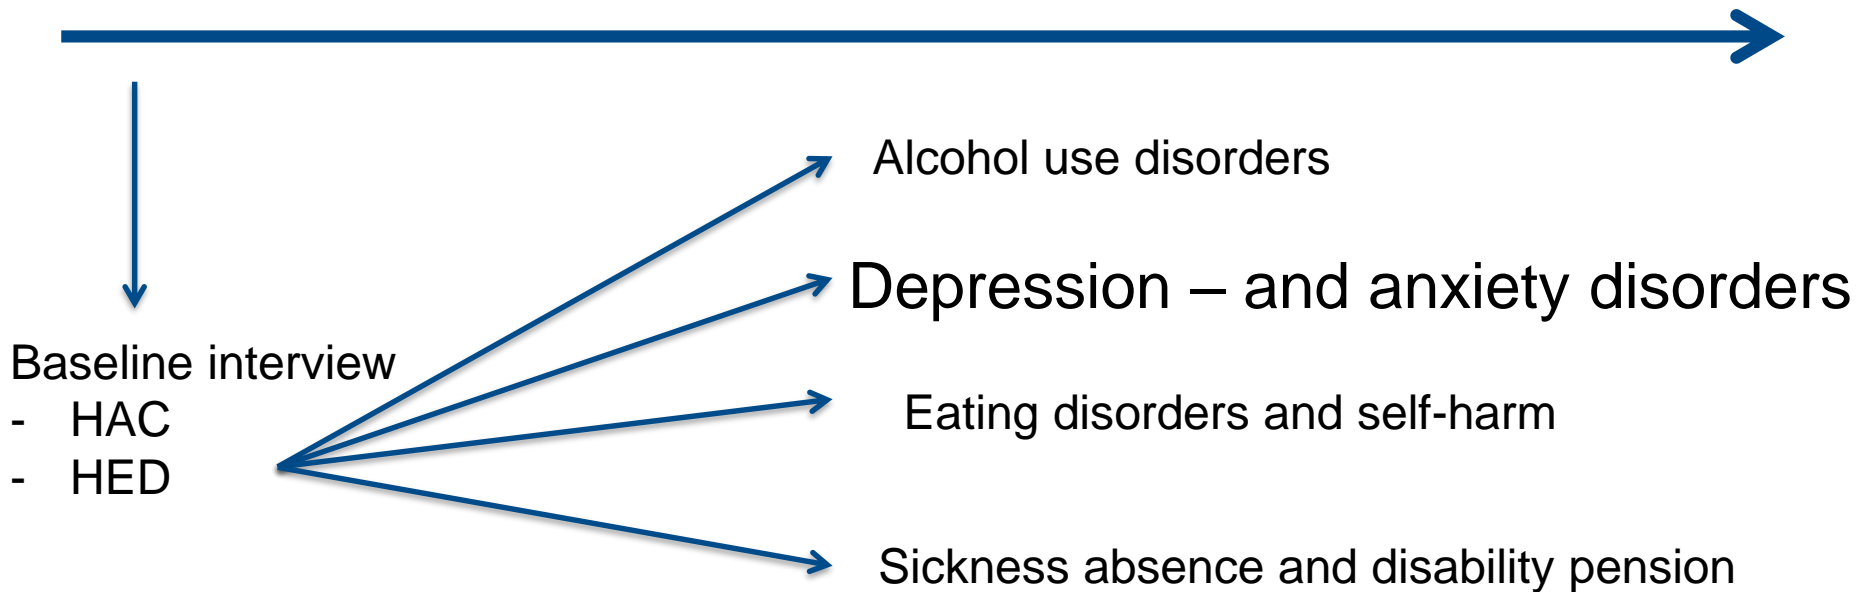 Alcohol use disorders
Depression – and anxiety disorders
Baseline interview
- HAC
- HED
Eating disorders and self-harm
Sickness absence and disability pension